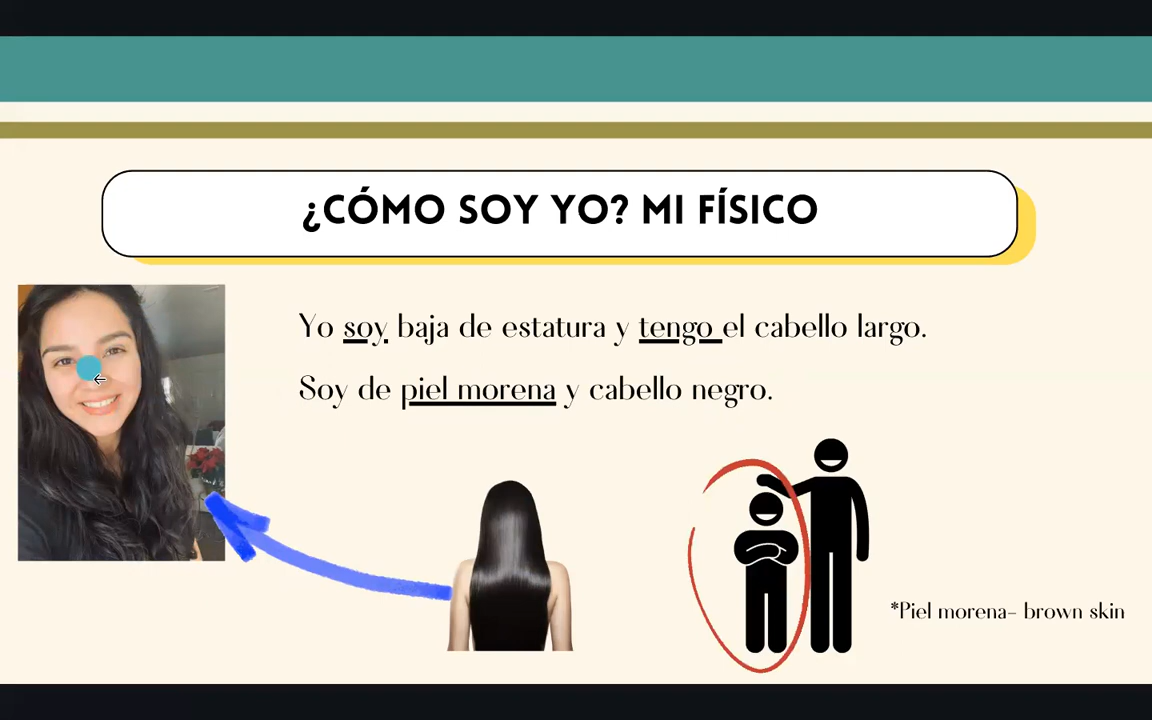 ¿CÓMO SOY YO? MI FÍSICO
Yo soy baja de estatura y tengo el cabello largo.
Soy de piel morena y cabello negro.
*Piel morena- brown skin